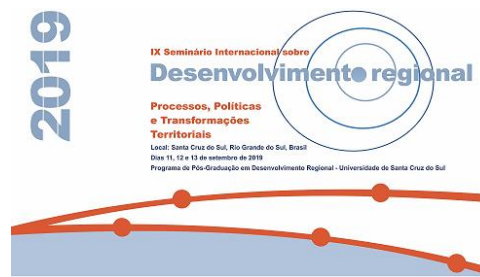 2019
IX Seminário Internacional sobre
Desenvolvimento regional
Processos, Políticas
e Transformações
Territoriais
Local: Santa Cruz do Sul, Rio Grande do Sul, Brasil
Dias 11, 12 e 13 de setembro de 2019
Programa de Pós-Graduação em Desenvolvimento Regional - Universidade de Santa Cruz do Sul